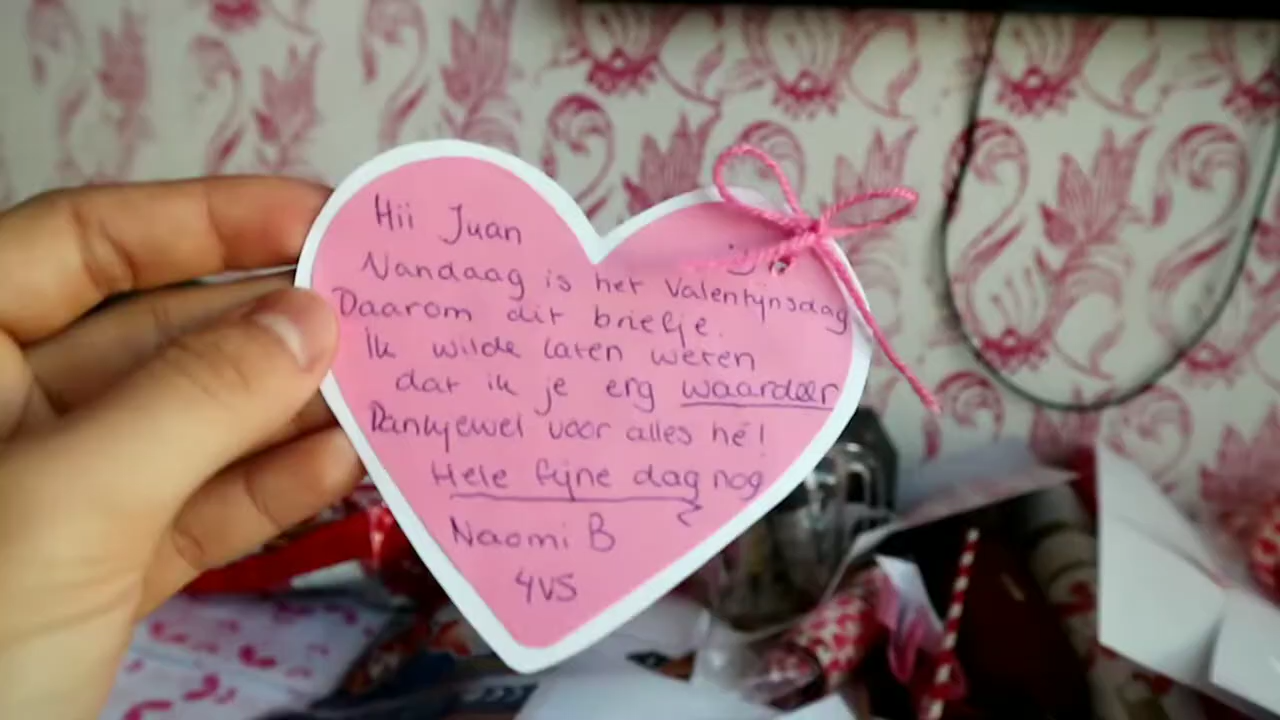 Hii Juan
Vandaag is het Valentijnsdag
Daarom dit briefje.
Ik wilde laten weten
dat ik je erg waardeer
Dankjewel voor alles hé!
Hele fijne dag nog
Naomi B
4VS